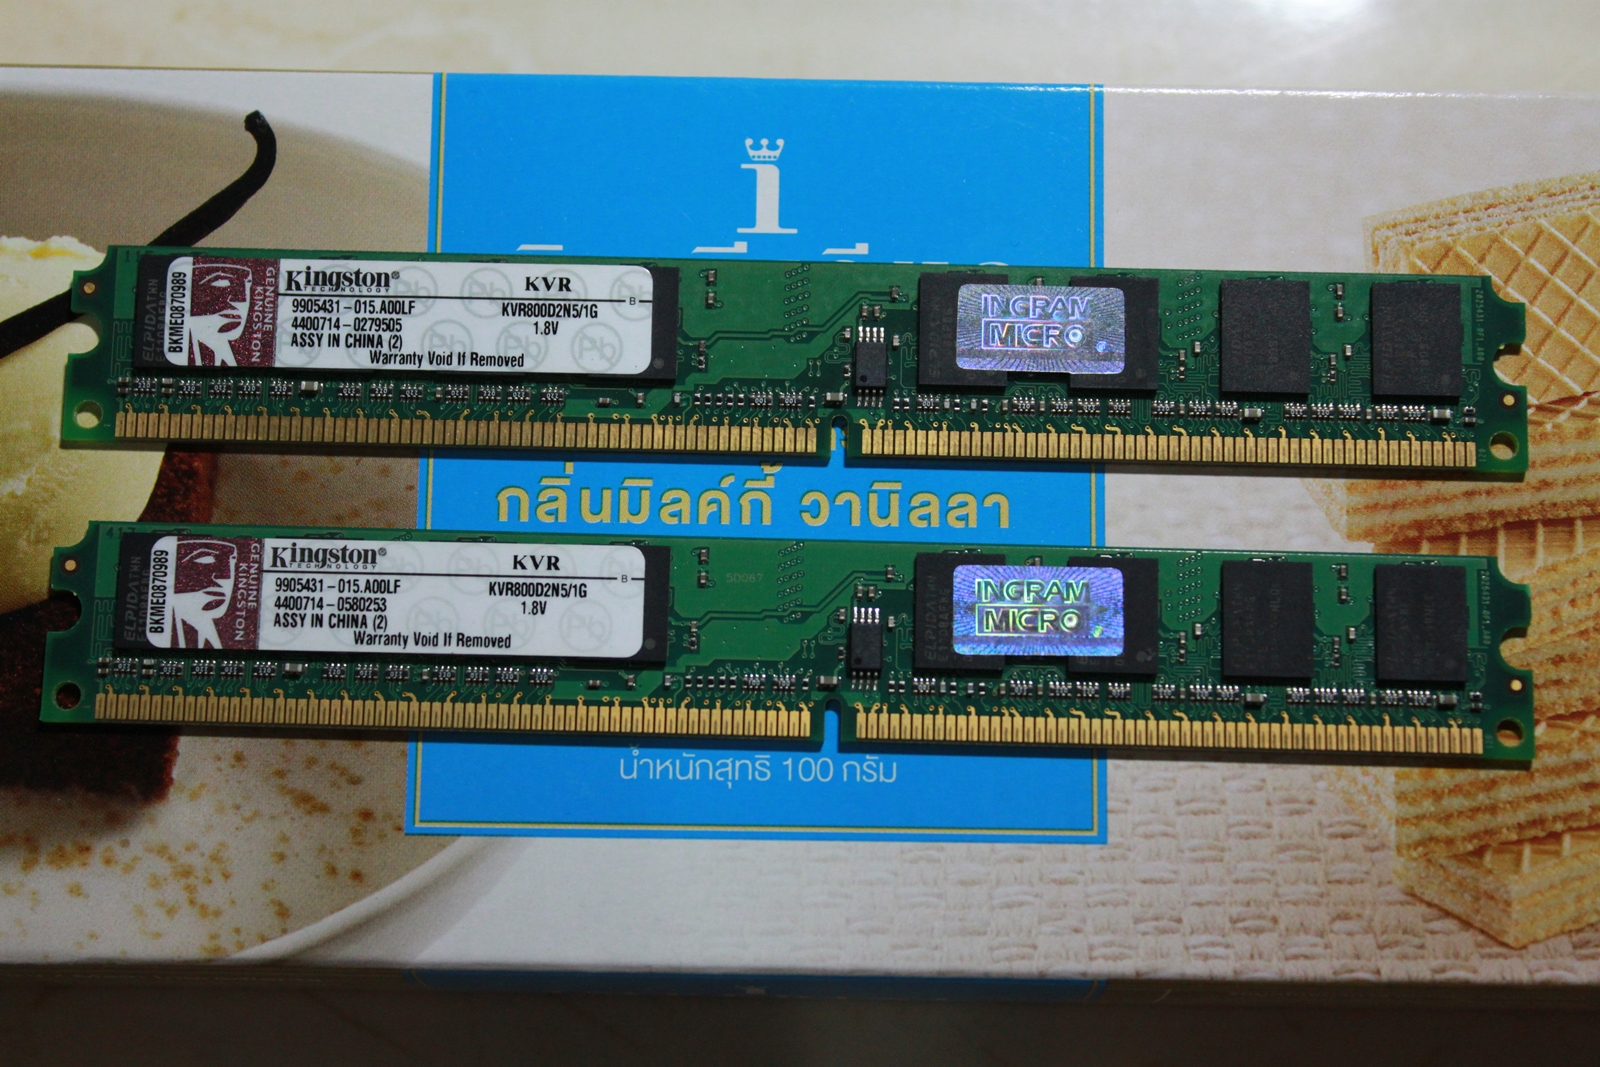 Kingston®
TECHNOLOGY
KVR
9905431-015.A00LF
KVR800D2N5/1G
B
4400714-0279505
1.8V
ASSY IN CHINA (2)
Warranty Void If Removed
BKIME0870989
GENUINE
KINGSTON
INGRAM
MICRO
กลิ่นมิลค์กี้ วานิลลา
Kingston®
TECHNOLOGY
KVR
9905431-015.A00LF
KVR800D2N5/1G
B
4400714-0580253
1.8V
ASSY IN CHINA (2)
Warranty Void If Removed
BKIME0870989
GENUINE
KINGSTON
INGRAM
MICRO
น้ำหนักสุทธิ 100 กรัม